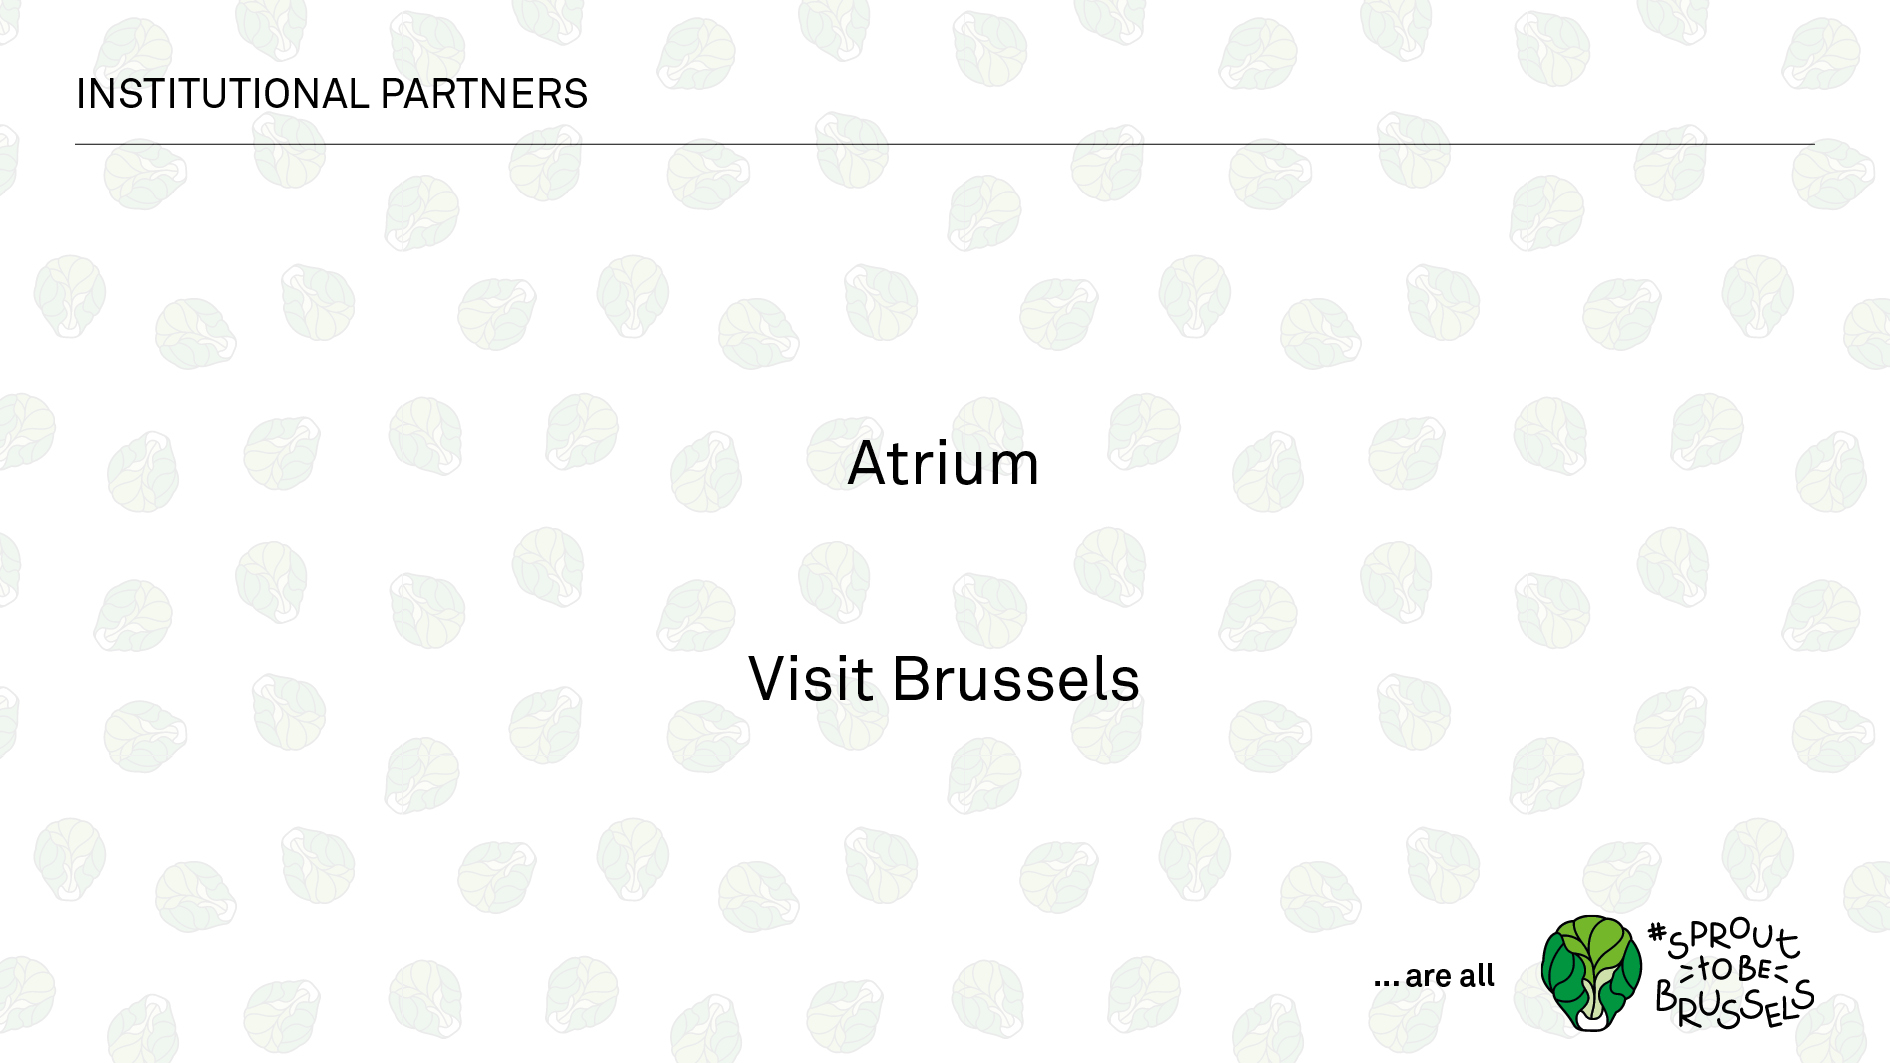 INSTITUTIONAL PARTNERS
Atrium
Visit Brussels
... are all
#SPROUT
TO BE
BRUSSELS